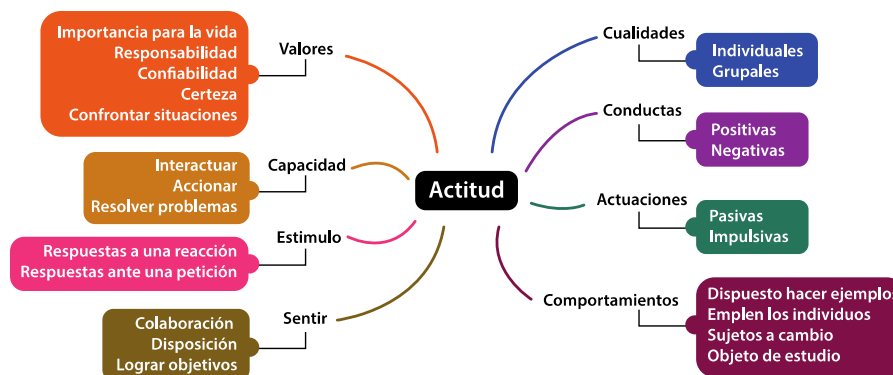 Importancia para la vida
Responsabilidad
Confiabilidad
Certeza
Confrontar situaciones
Valores
Interactuar
Accionar
Resolver problemas
Capacidad
Respuestas a una reacción
Respuestas ante una petición
Estimulo
Colaboración
Disposición
Lograr objetivos
Sentir
Actitud
Cualidades
Individuales
Grupales
Conductas
Positivas
Negativas
Actuaciones
Pasivas
Impulsivas
Comportamientos
Dispuesto hacer ejemplos
Emplen los individuos
Sujetos a cambio
Objeto de estudio